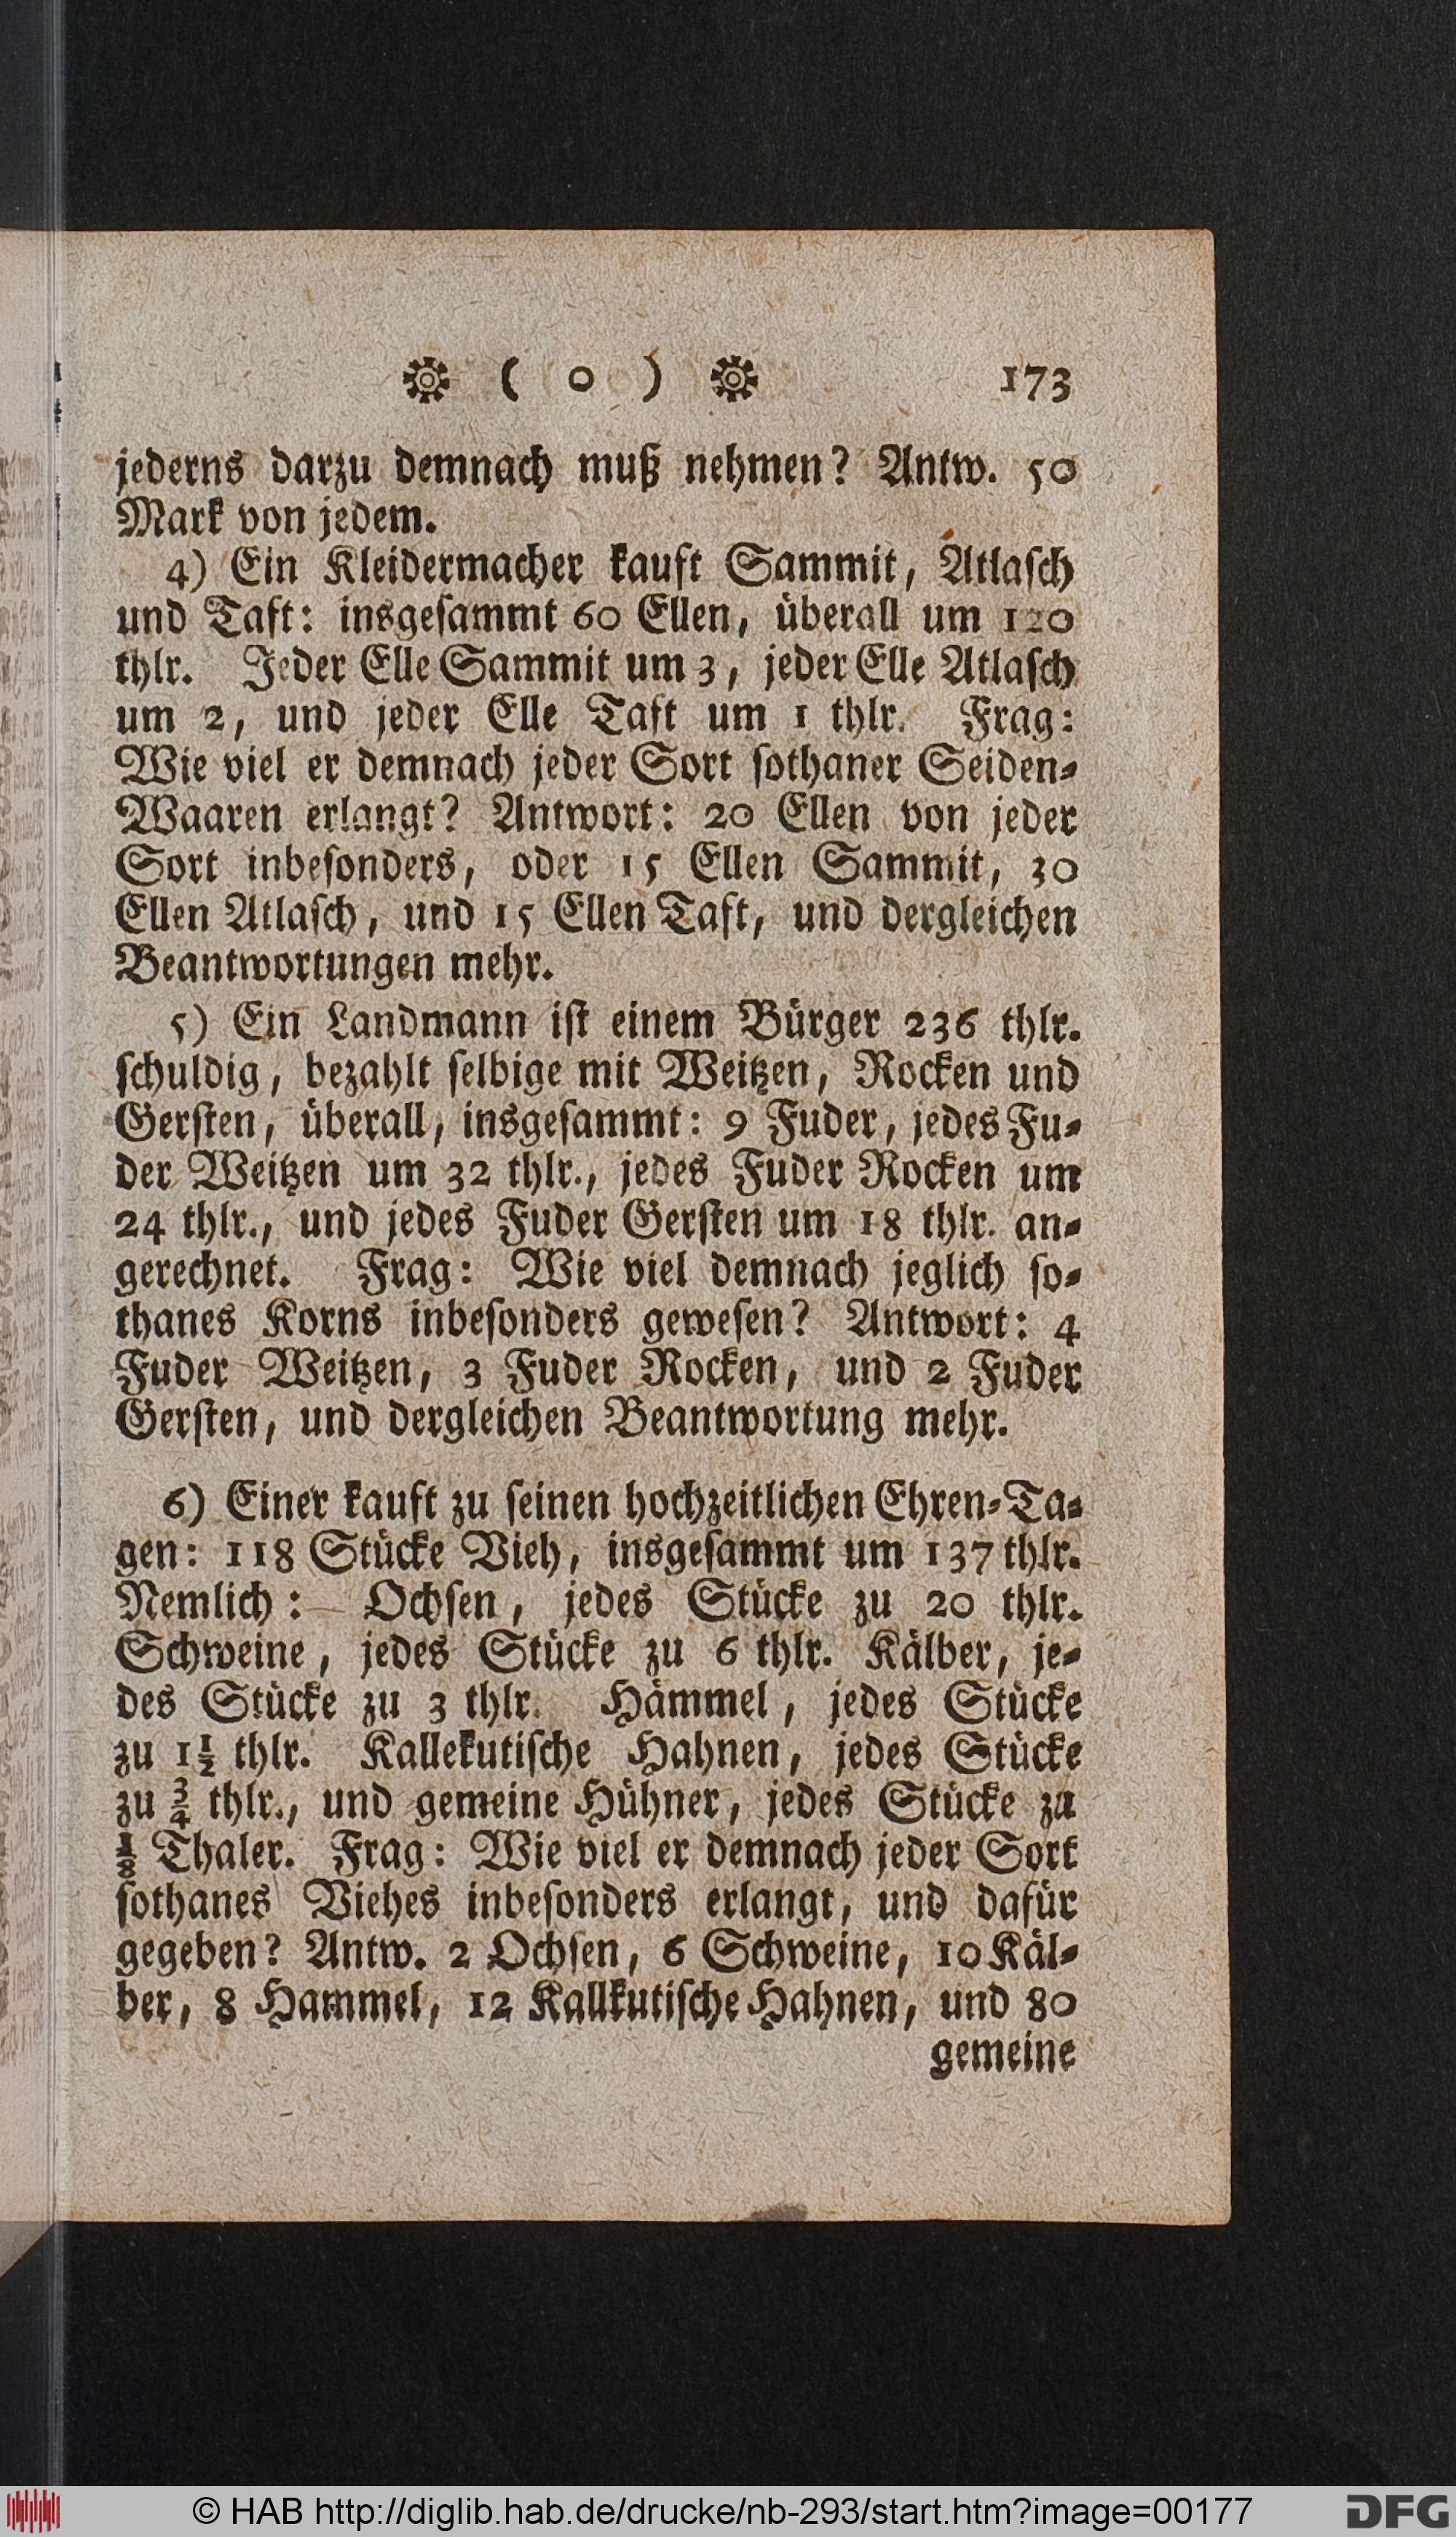 ( o ) 173
jederns darzu demnach muß nehmen? Antw. 50
Mark von jedem.
4) Ein Kleidermacher kauft Sammit, Atlaſch
und Taft: insgeſammt 60 Ellen, überall um 120
thlr. Jeder Elle Sammit um 3, jeder Elle Atlaſch
um 2, und jeder Elle Taft um 1 thlr. Frag:
Wie viel er demnach jeder Sort ſothaner Seiden-
Waaren erlangt? Antwort: 20 Ellen von jeder
Sort inbeſonders, oder 15 Ellen Sammit, 30
Ellen Atlaſch, und 15 Ellen Taft, und dergleichen
Beantwortungen mehr.
5) Ein Landmann iſt einem Bürger 236 thlr.
ſchuldig, bezahlt ſelbige mit Weitzen, Rocken und
Gerſten, überall, insgeſammt: 9 Fuder, jedes Fu-
der Weitzen um 32 thlr., jedes Fuder Rocken um
24 thlr., und jedes Fuder Gerſten um 18 thlr. an-
gerechnet. Frag: Wie viel demnach jeglich ſo-
thanes Korns inbeſonders geweſen? Antwort: 4
Fuder Weitzen, 3 Fuder Rocken, und 2 Fuder
Gerſten, und dergleichen Beantwortung mehr.
6) Einer kauft zu ſeinen hochzeitlichen Ehren-Ta-
gen: 118 Stücke Vieh, insgeſammt um 137 thlr.
Nemlich: Ochſen, jedes Stücke zu 20 thlr.
Schweine, jedes Stücke zu 6 thlr. Kälber, je-
des Stücke zu 3 thlr. Hämmel, jedes Stücke
zu 1½ thlr. Kallekutiſche Hahnen, jedes Stücke
zu ¾ thlr., und gemeine Hühner, jedes Stücke zu
⅛ Thaler. Frag: Wie viel er demnach jeder Sort
ſothanes Viehes inbeſonders erlangt, und dafür
gegeben? Antw. 2 Ochſen, 6 Schweine, 10 Käl-
ber, 8 Hammel, 12 Kallkutiſche Hahnen, und 80
gemeine
© HAB http://diglib.hab.de/drucke/nb-293/start.htm?image=00177 DFG